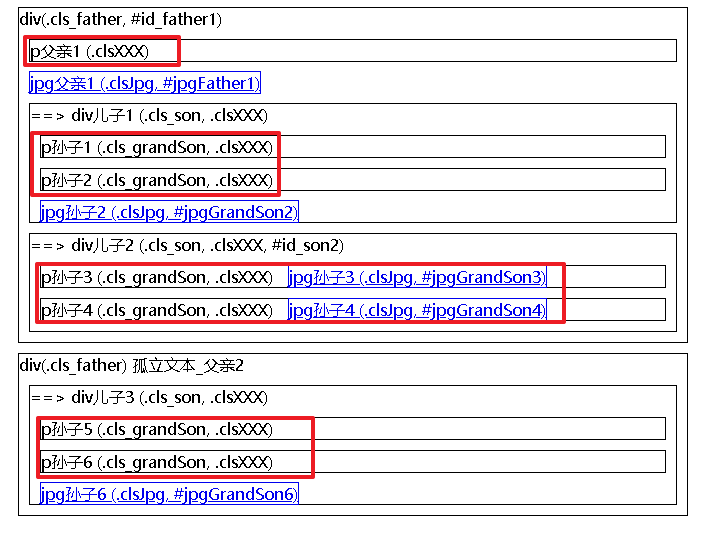 div(.cls_father, #id_father1)
p父亲1 (.clsXXX)
jpg父亲1 (.clsJpg, #jpgFather1)
==> div儿子1 (.cls_son, .clsXXX)
p孙子1 (.cls_grandSon, .clsXXX)
p孙子2 (.cls_grandSon, .clsXXX)
jpg孙子2 (.clsJpg, #jpgGrandSon2)
==> div儿子2 (.cls_son, .clsXXX, #id_son2)
p孙子3 (.cls_grandSon, .clsXXX) jpg孙子3 (.clsJpg, #jpgGrandSon3)
p孙子4 (.cls_grandSon, .clsXXX) jpg孙子4 (.clsJpg, #jpgGrandSon4)
div(.cls_father) 孤立文本_父亲2
==> div儿子3 (.cls_son, .clsXXX)
p孙子5 (.cls_grandSon, .clsXXX)
p孙子6 (.cls_grandSon, .clsXXX)
jpg孙子6 (.clsJpg, #jpgGrandSon6)